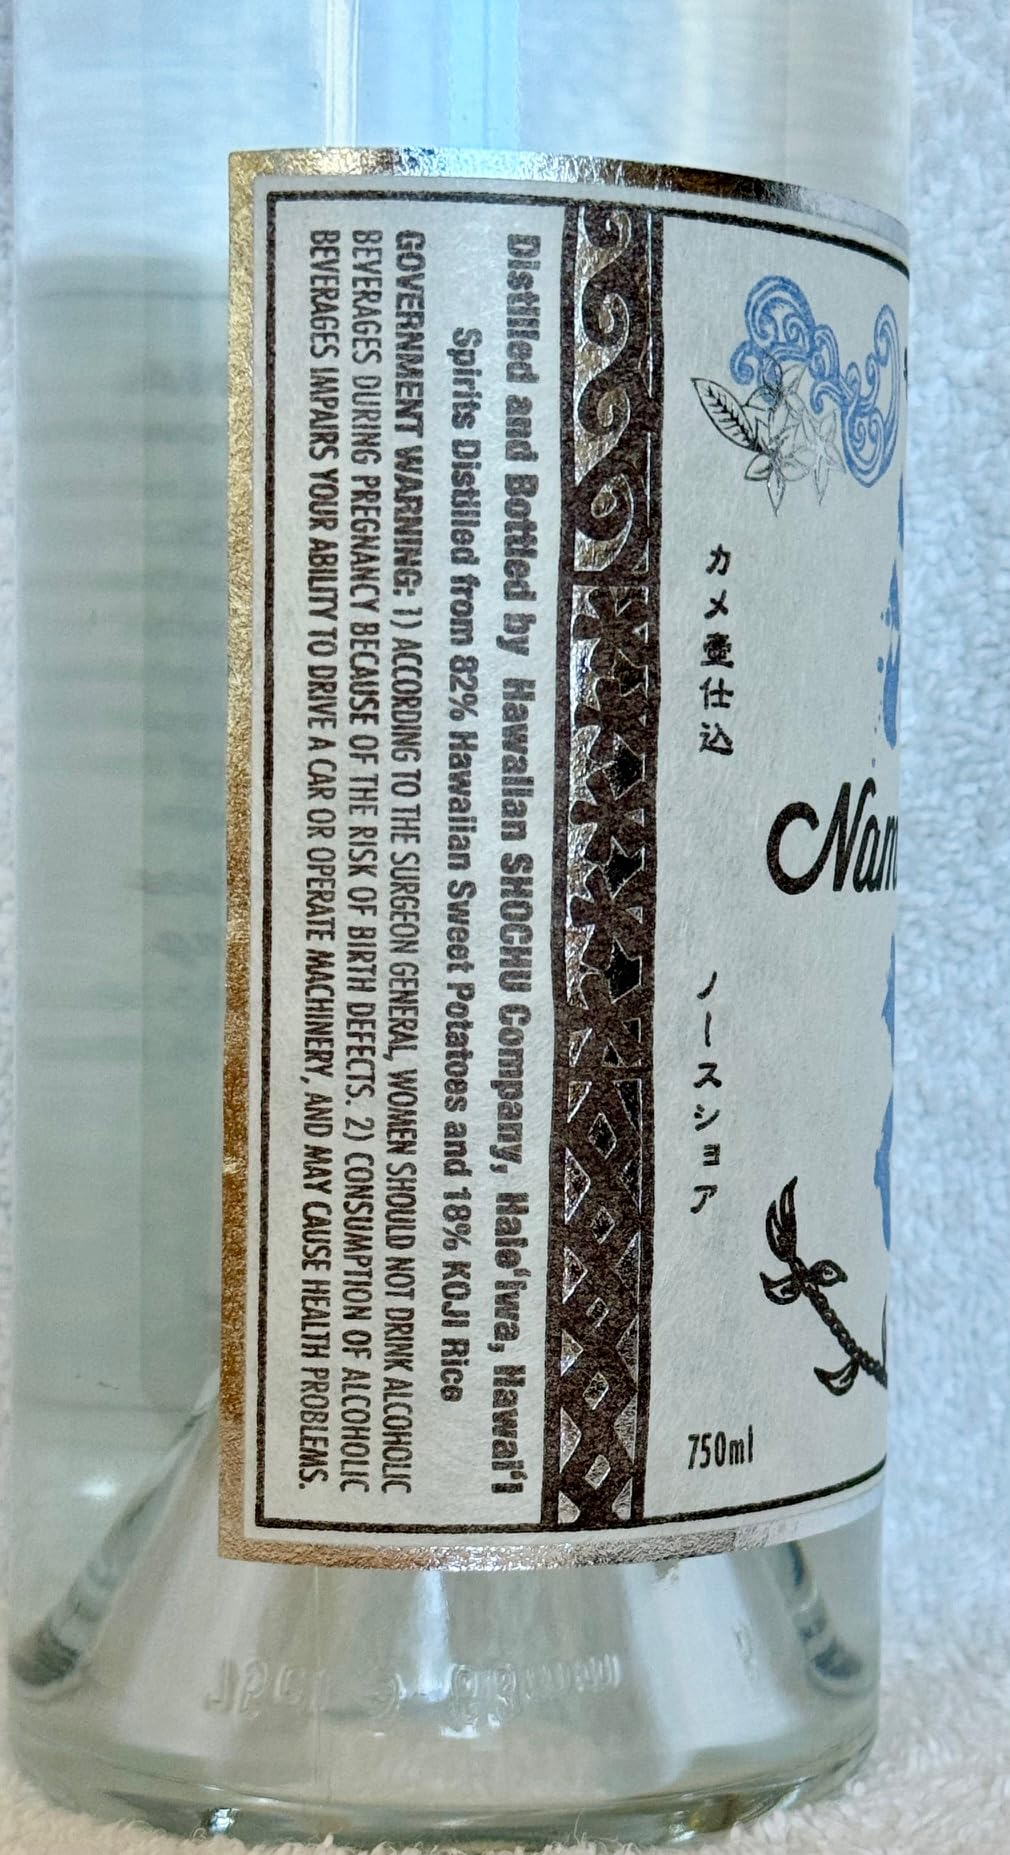 Distilled and Bottled by Hawaiian SHOCHU Company, Hale‘iwa, Hawai‘i
Spirits Distilled from 82% Hawaiian Sweet Potatoes and 18% KOJI Rice
GOVERNMENT WARNING: 1) ACCORDING TO THE SURGEON GENERAL, WOMEN SHOULD NOT DRINK ALCOHOLIC
BEVERAGES DURING PREGNANCY BECAUSE OF THE RISK OF BIRTH DEFECTS. 2) CONSUMPTION OF ALCOHOLIC
BEVERAGES IMPAIRS YOUR ABILITY TO DRIVE A CAR OR OPERATE MACHINERY, AND MAY CAUSE HEALTH PROBLEMS.
カメ壷仕込
ノースショア
Nam
750ml